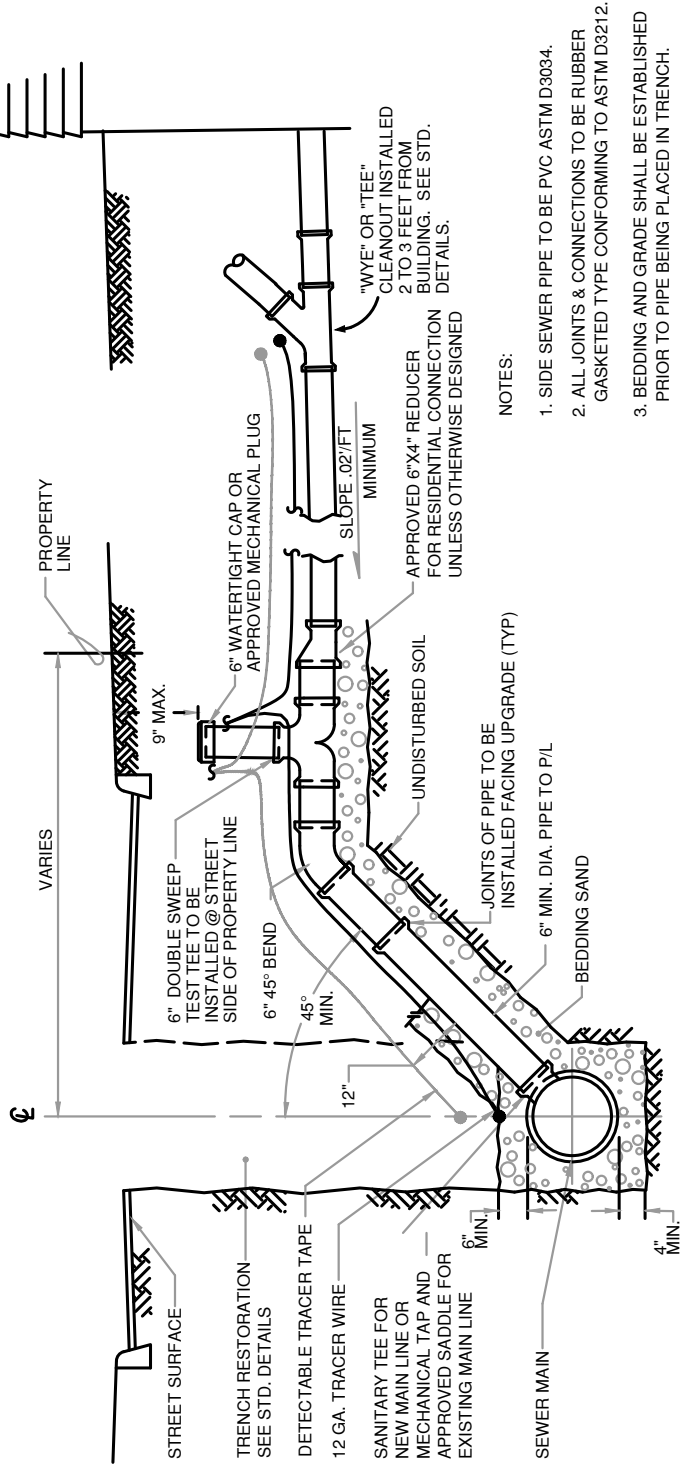 ℄
VARIES
PROPERTY
LINE
STREET SURFACE
TRENCH RESTORATION
SEE STD. DETAILS
DETECTABLE TRACER TAPE
12 GA. TRACER WIRE
SANITARY TEE FOR
NEW MAIN LINE OR
MECHANICAL TAP AND
APPROVED SADDLE FOR
EXISTING MAIN LINE
SEWER MAIN
6" DOUBLE SWEEP
TEST TEE TO BE
INSTALLED @ STREET
SIDE OF PROPERTY LINE
6" 45° BEND
45°
MIN.
12"
6"
MIN.
4"
MIN.
9" MAX.
6" WATERTIGHT CAP OR
APPROVED MECHANICAL PLUG
SLOPE .02'/FT
MINIMUM
"WYE" OR "TEE"
CLEANOUT INSTALLED
2 TO 3 FEET FROM
BUILDING. SEE STD.
DETAILS.
APPROVED 6"X4" REDUCER
FOR RESIDENTIAL CONNECTION
UNLESS OTHERWISE DESIGNED
UNDISTURBED SOIL
JOINTS OF PIPE TO BE
INSTALLED FACING UPGRADE (TYP)
6" MIN. DIA. PIPE TO P/L
BEDDING SAND
NOTES:
1. SIDE SEWER PIPE TO BE PVC ASTM D3034.
2. ALL JOINTS & CONNECTIONS TO BE RUBBER
GASKETED TYPE CONFORMING TO ASTM D3212.
3. BEDDING AND GRADE SHALL BE ESTABLISHED
PRIOR TO PIPE BEING PLACED IN TRENCH.